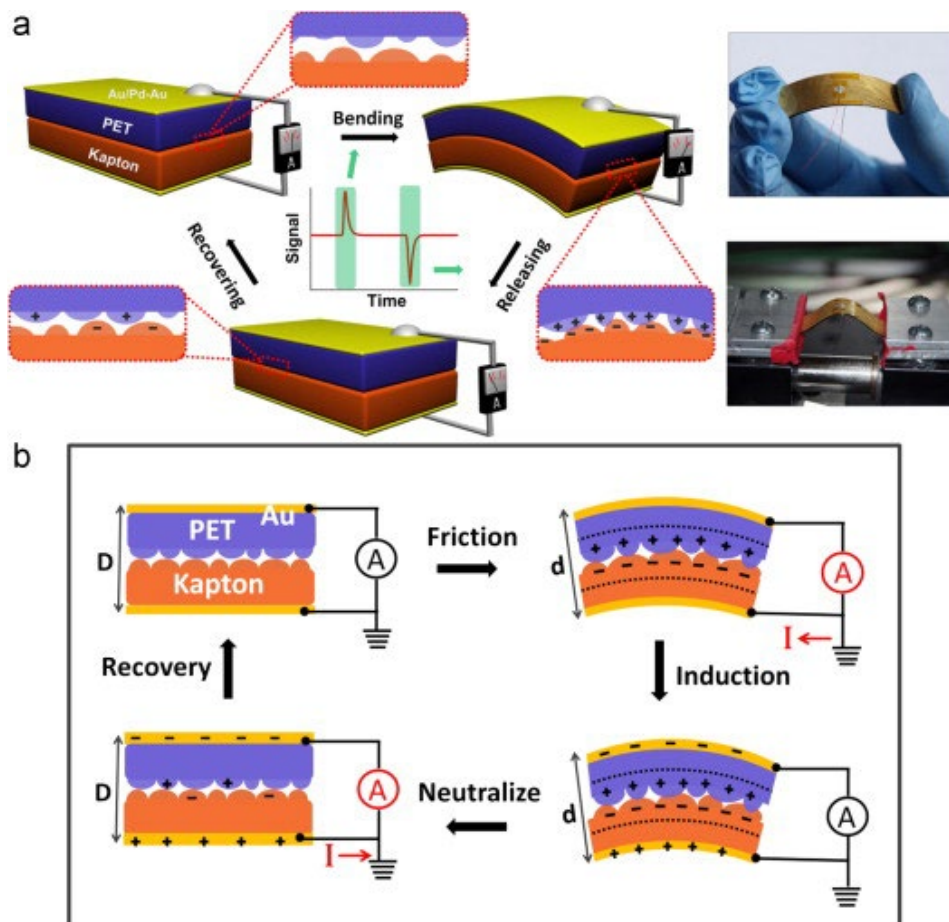 a
Au/Pd-Au
PET
Kapton
A
Bending
A
Signal
Time
Recovering
Releasing
+ + -
-
+ + + + + +
- - - - - -
A
b
D
Au
PET
Kapton
A
Friction
d
+ + + + + +
- - - - - -
A
I
Recovery
Induction
D
- - - - -
+ +
- -
+ + + + +
A
I
Neutralize
d
- - - - -
+ + + + + +
- - - - - -
+ + + + + +
A